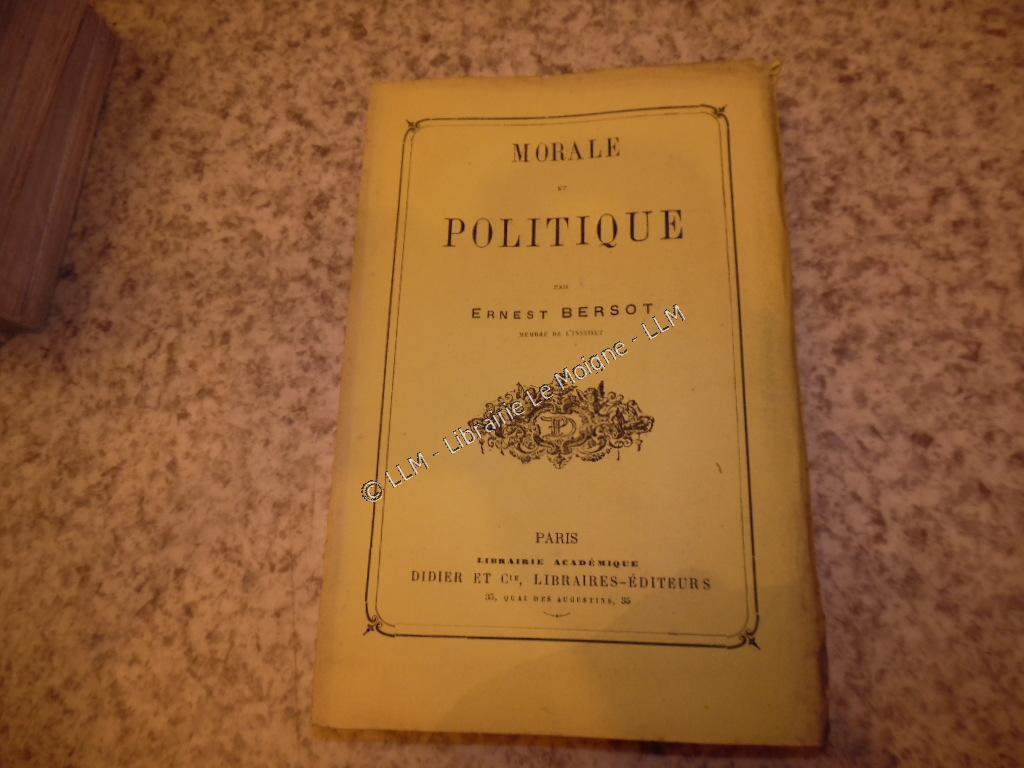 MORALE
ET
POLITIQUE
PAR
ERNEST BERSOT
MEMBRE DE L'INSTITUT
© LLM - Librairie Le Moigne - LLM
PARIS
LIBRAIRIE ACADÉMIQUE
DIDIER ET Cie, LIBRAIRES-ÉDITEURS
35, QUAI DES AUGUSTINS, 35